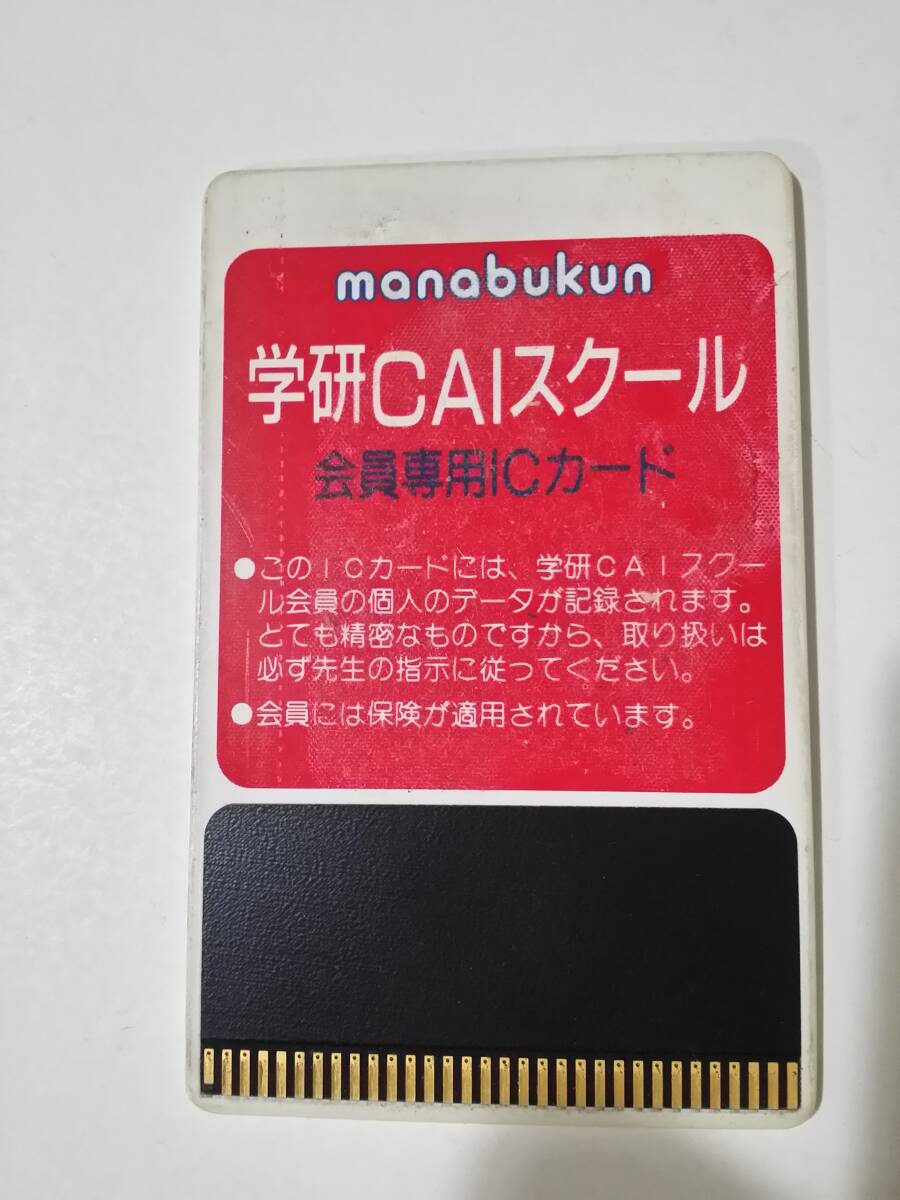 manabukun
学研CAIスクール
会員専用ICカード
●このICカードには、学研CAIスクー
ル会員の個人のデータが記録されます。
とても精密なものですから、取り扱いは
必ず先生の指示に従ってください。
●会員には保険が適用されています。